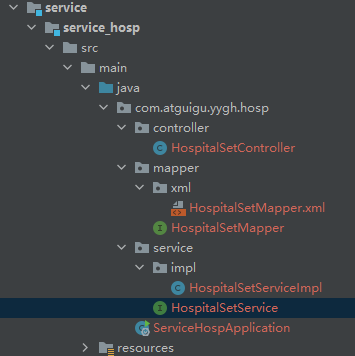 service
service_hosp
src
main
java
com.atguigu.yygh.hosp
controller
HospitalSetController
mapper
xml
HospitalSetMapper.xml
HospitalSetMapper
service
impl
HospitalSetServiceImpl
HospitalSetService
ServiceHospApplication
resources